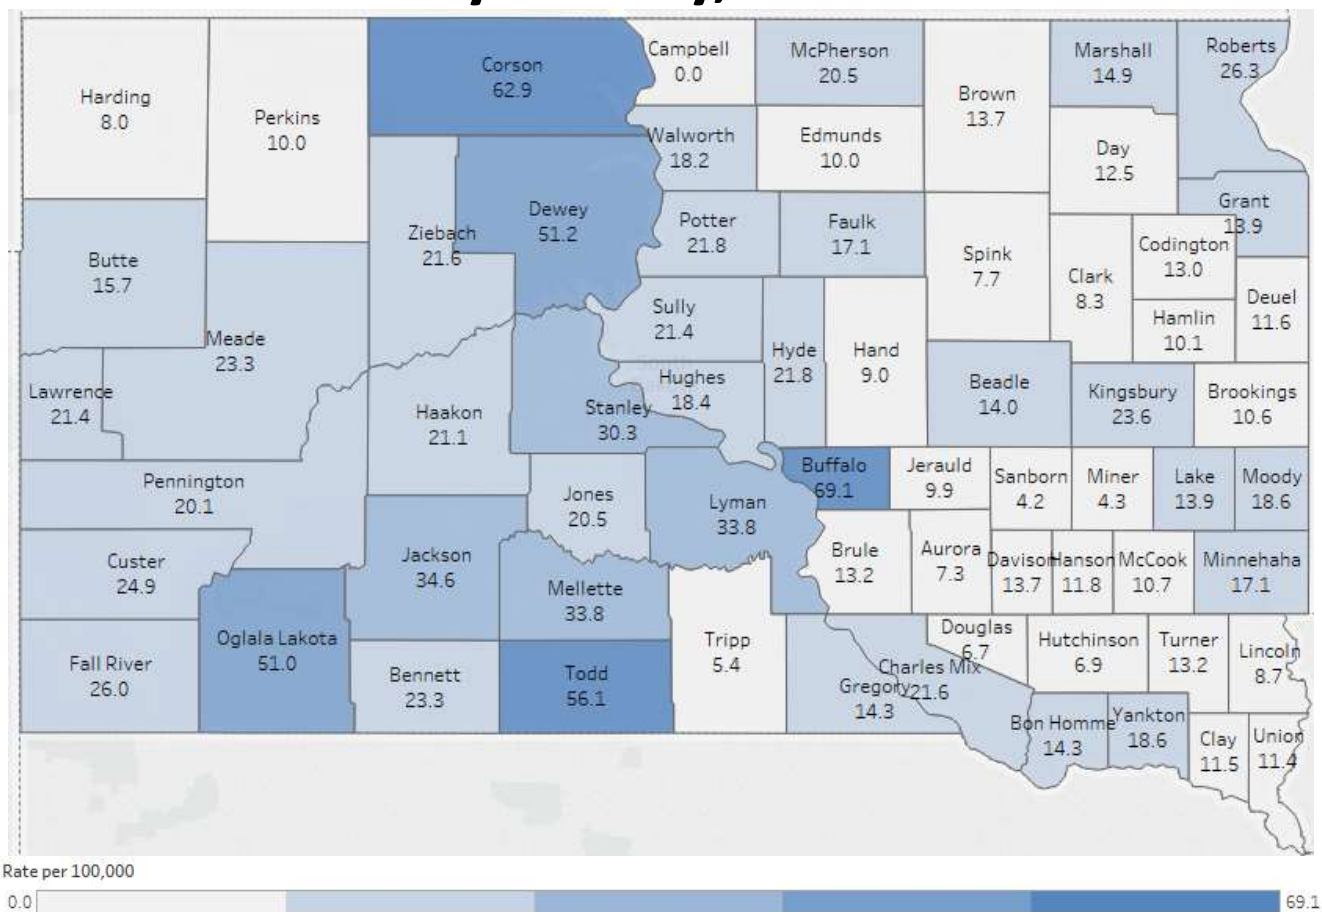 Harding
8.0
Perkins
10.0
Corson
62.9
Campbell
0.0
McPherson
20.5
Brown
13.7
Marshall
14.9
Roberts
26.3
Walworth
18.2
Edmunds
10.0
Day
12.5
Grant
13.9
Butte
15.7
Meade
23.3
Ziebach
21.6
Dewey
51.2
Potter
21.8
Faulk
17.1
Spink
7.7
Clark
8.3
Codington
13.0
Hamlin
10.1
Deuel
11.6
Lawrence
21.4
Haakon
21.1
Stanley
30.3
Sully
21.4
Hughes
18.4
Hyde
21.8
Hand
9.0
Beadle
14.0
Kingsbury
23.6
Brookings
10.6
Pennington
20.1
Jones
20.5
Lyman
33.8
Buffalo
69.1
Jerauld
9.9
Sanborn
4.2
Miner
4.3
Lake
13.9
Moody
18.6
Custer
24.9
Jackson
34.6
Mellette
33.8
Brule
13.2
Aurora
7.3
Davison
13.7
Hanson
11.8
McCook
10.7
Minnehaha
17.1
Fall River
26.0
Oglala Lakota
51.0
Bennett
23.3
Todd
56.1
Tripp
5.4
Gregory
14.3
Charles Mix
21.6
Douglas
6.7
Hutchinson
6.9
Turner
13.2
Lincoln
8.7
Bon Homme
14.3
Yankton
18.6
Clay
11.5
Union
11.4
Rate per 100,000
0.0
69.1